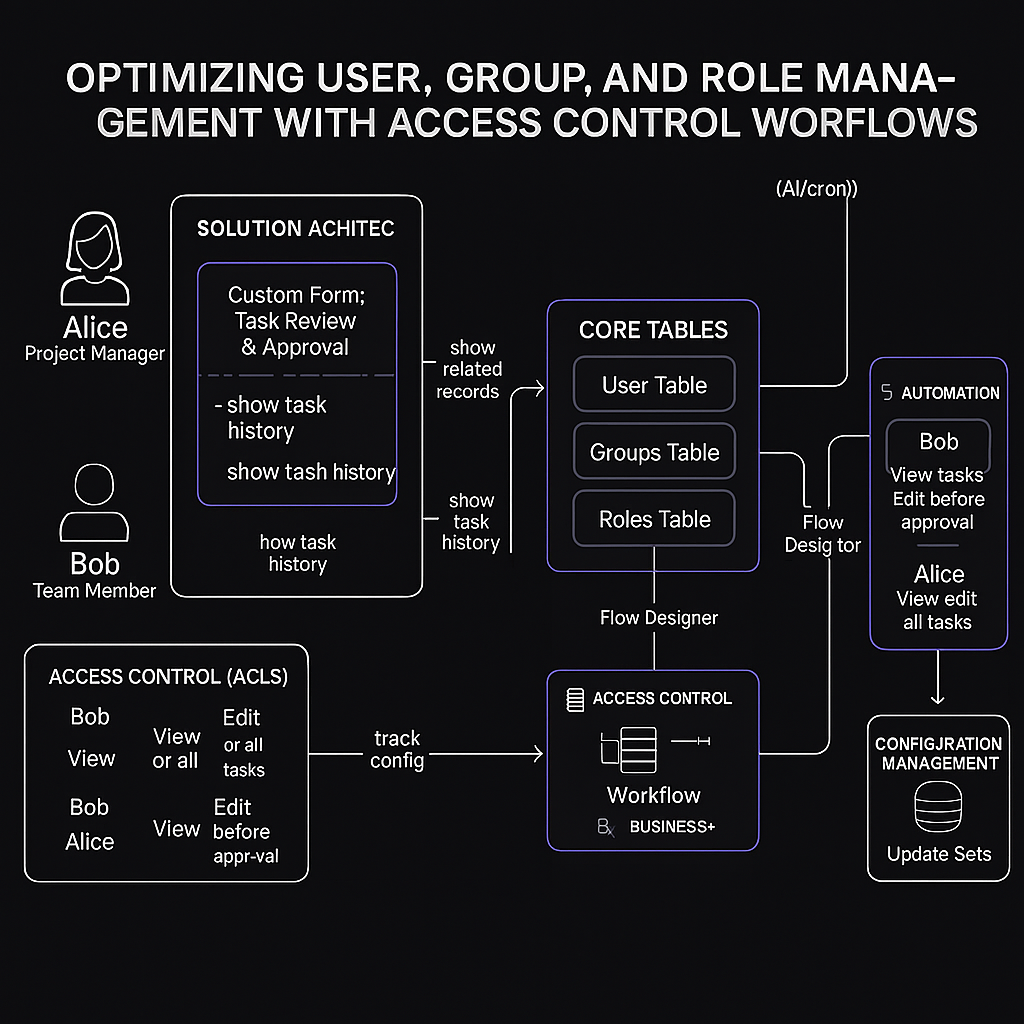 OPTIMIZING USER, GROUP, AND ROLE MANA-
GEMENT WITH ACCESS CONTROL WORFLOWS
(AI/cron))
Alice
Project Manager
Bob
Team Member
SOLUTION ACHITEC
Custom Form;
Task Review
& Approval
- show task
history
show tash history
how task
history
show
related
records
show
task
history
CORE TABLES
User Table
Groups Table
Roles Table
Flow Designer
Flow
Desig tor
AUTOMATION
Bob
View tasks
Edit before
approval
Alice
View edit
all tasks
ACCESS CONTROL (ACLS)
Bob
View
View
or all
Edit
or all
tasks
Bob
Alice
View
Edit
before
appr-val
track
config
ACCESS CONTROL
Workflow
BUSINESS+
CONFIGJRATION
MANAGEMENT
Update Sets